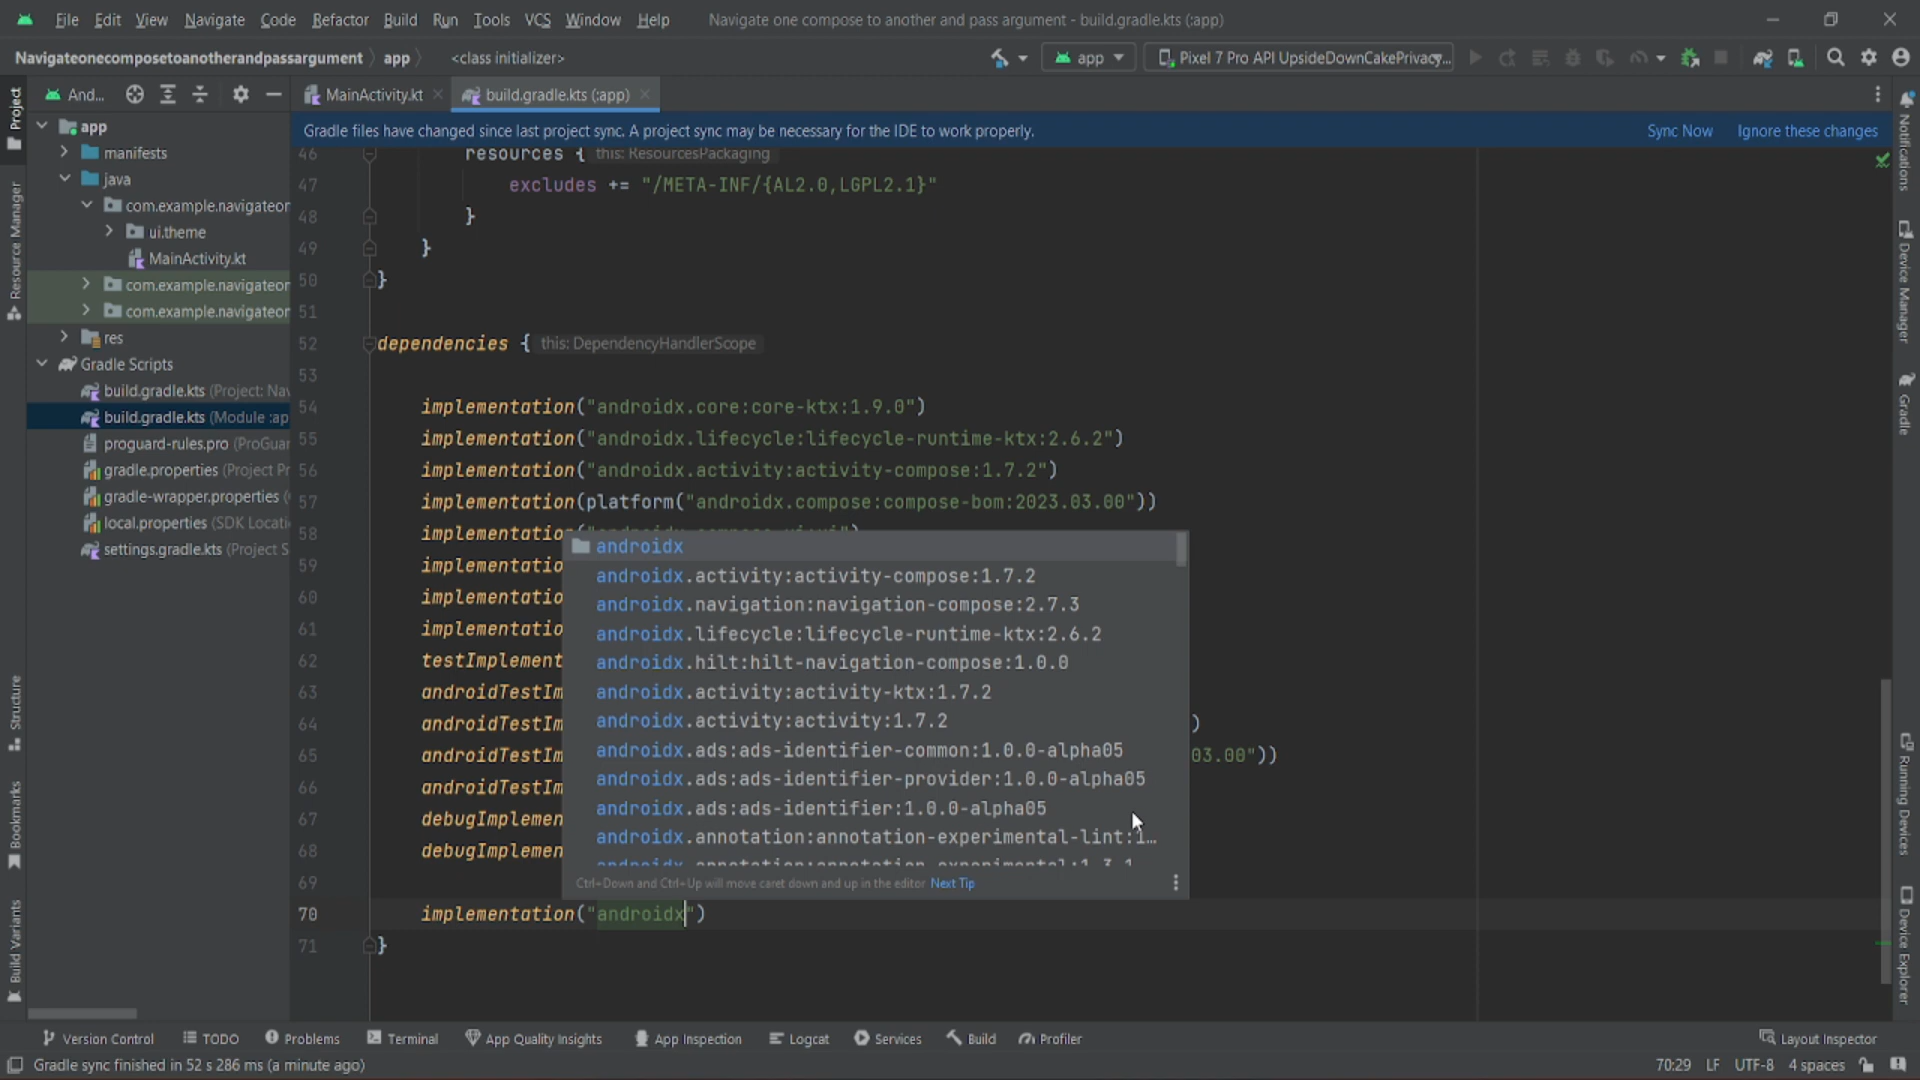 File Edit View Navigate Code Refactor Build Run Tools VCS Window Help Navigate one compose to another and pass argument - build.gradle.kts (:app)
Navigateonecomposetoanotherandpassargument app <class initializer> app Pixel 7 Pro API UpsideDownCakePrivacy...
And... MainActivity.kt build.gradle.kts (:app)
Gradle files have changed since last project sync. A project sync may be necessary for the IDE to work properly. Sync Now Ignore these changes
Project
Resource Manager
Structure
Bookmarks
Build Variants
app
manifests
java
com.example.navigateor
ui.theme
MainActivity.kt
com.example.navigateor
com.example.navigateor
res
Gradle Scripts
build.gradle.kts (Project: Nav
build.gradle.kts (Module :ap
proguard-rules.pro (ProGuar
gradle.properties (Project Pr
gradle-wrapper.properties (
local.properties (SDK Locati
settings.gradle.kts (Project S
46 resources { this: ResourcesPackaging
47 excludes += "/META-INF/{AL2.0,LGPL2.1}"
48 }
49 }
50 }
51
52 dependencies { this: DependencyHandlerScope
53
54 implementation("androidx.core:core-ktx:1.9.0")
55 implementation("androidx.lifecycle:lifecycle-runtime-ktx:2.6.2")
56 implementation("androidx.activity:activity-compose:1.7.2")
57 implementation(platform("androidx.compose:compose-bom:2023.03.00"))
58 implementation("androidx.compose.ui:ui")
59 implementatio
60 implementatio
61 implementatio
62 testImplement
63 androidTestIm
64 androidTestIm )
65 androidTestIm 03.00"))
66 androidTestIm
67 debugImplemen
68 debugImplemen
69
70 implementation("androidx")
71 }
androidx
androidx.activity:activity-compose:1.7.2
androidx.navigation:navigation-compose:2.7.3
androidx.lifecycle:lifecycle-runtime-ktx:2.6.2
androidx.hilt:hilt-navigation-compose:1.0.0
androidx.activity:activity-ktx:1.7.2
androidx.activity:activity:1.7.2
androidx.ads:ads-identifier-common:1.0.0-alpha05
androidx.ads:ads-identifier-provider:1.0.0-alpha05
androidx.ads:ads-identifier:1.0.0-alpha05
androidx.annotation:annotation-experimental-lint:1...
androidx.annotation:annotation-experimental:1.3.1
Ctrl+Down and Ctrl+Up will move caret down and up in the editor Next Tip
Notifications
Device Manager
Gradle
Running Devices
Device Explorer
Version Control TODO Problems Terminal App Quality Insights App Inspection Logcat Services Build Profiler Layout Inspector
Gradle sync finished in 52 s 286 ms (a minute ago) 70:29 LF UTF-8 4 spaces